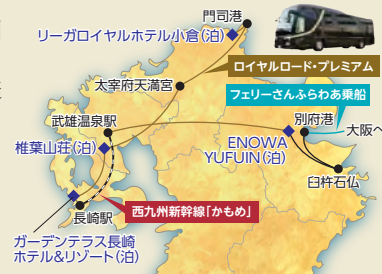 門司港
リーガロイヤルホテル小倉(泊)
ロイヤルロード・プレミアム
太宰府天満宮
フェリーさんふらわあ乗船
武雄温泉駅
別府港
大阪へ
ENOWA
YUFUIN(泊)
椎葉山荘(泊)
臼杵石仏
西九州新幹線「かもめ」
長崎駅
ガーデンテラス長崎
ホテル&リゾート(泊)